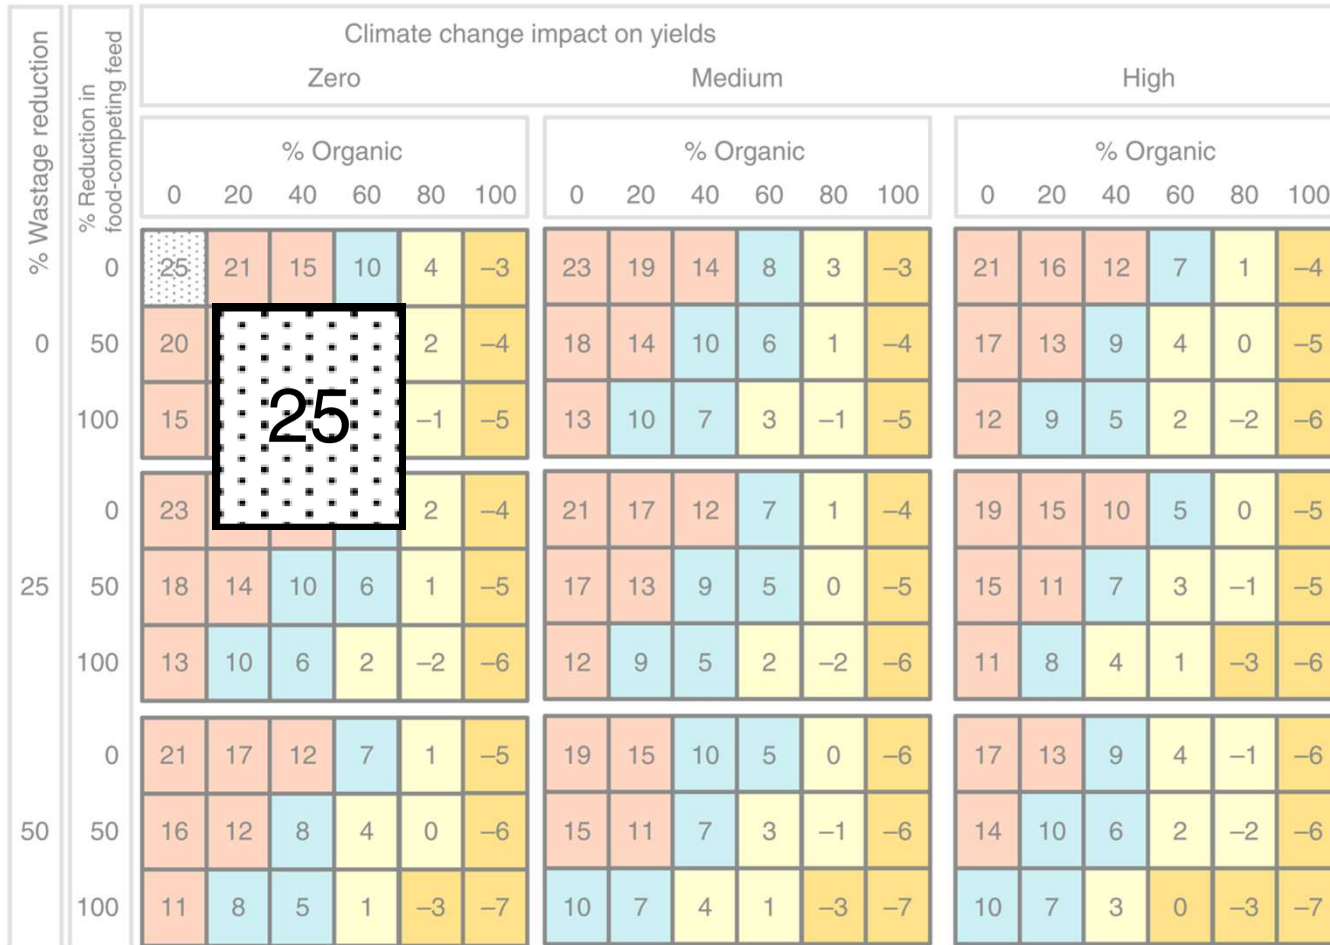 Climate change impact on yields
Zero Medium High
% Wastage reduction
% Reduction in
food-competing feed
% Organic % Organic % Organic
0 20 40 60 80 100 0 20 40 60 80 100 0 20 40 60 80 100
0 25 21 15 10 4 –3 23 19 14 8 3 –3 21 16 12 7 1 –4
0 50 20 2 –4 18 14 10 6 1 –4 17 13 9 4 0 –5
25
100 15 –1 –5 13 10 7 3 –1 –5 12 9 5 2 –2 –6
0 23 2 –4 21 17 12 7 1 –4 19 15 10 5 0 –5
25 50 18 14 10 6 1 –5 17 13 9 5 0 –5 15 11 7 3 –1 –5
100 13 10 6 2 –2 –6 12 9 5 2 –2 –6 11 8 4 1 –3 –6
0 21 17 12 7 1 –5 19 15 10 5 0 –6 17 13 9 4 –1 –6
50 50 16 12 8 4 0 –6 15 11 7 3 –1 –6 14 10 6 2 –2 –6
100 11 8 5 1 –3 –7 10 7 4 1 –3 –7 10 7 3 0 –3 –7